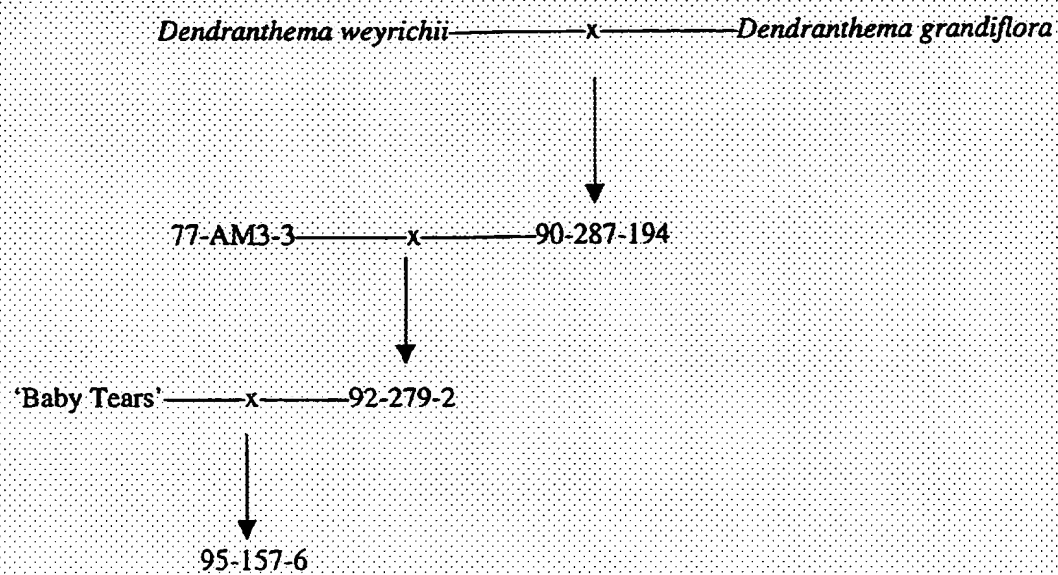 Dendranthema weyrichii x Dendranthema grandiflora
77-AM3-3 x 90-287-194
‘Baby Tears’ x 92-279-2
95-157-6